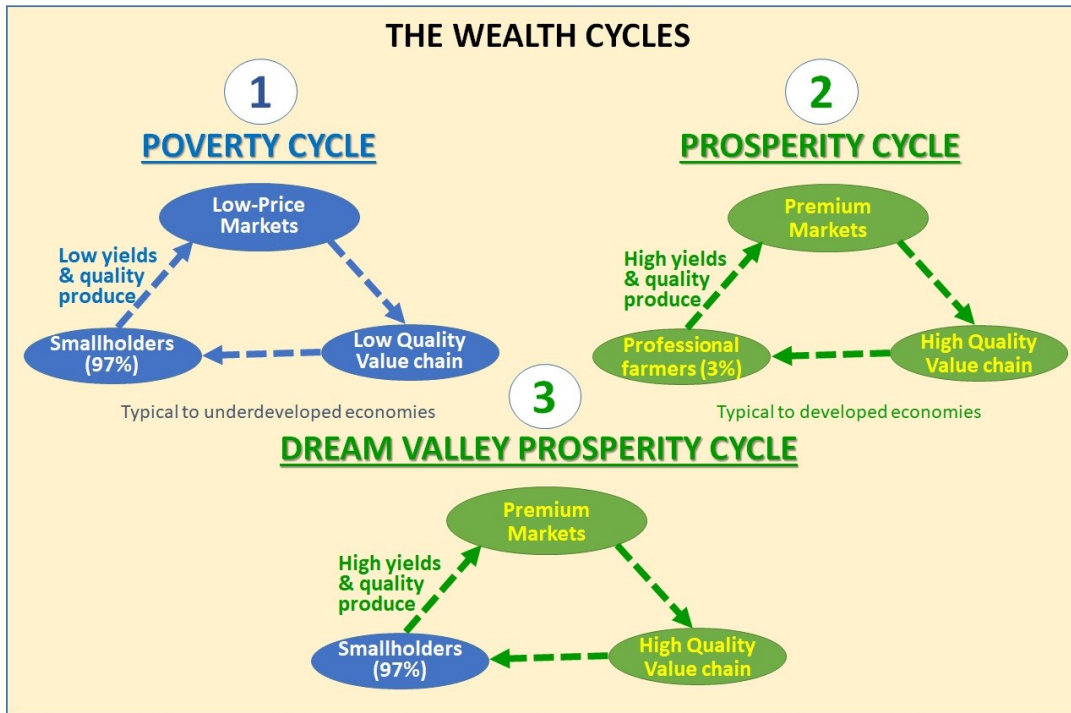 THE WEALTH CYCLES
1
POVERTY CYCLE
Low-Price
Markets
Low yields
& quality
produce
Smallholders
(97%)
Low Quality
Value chain
Typical to underdeveloped economies
2
PROSPERITY CYCLE
Premium
Markets
High yields
& quality
produce
Professional
farmers (3%)
High Quality
Value chain
Typical to developed economies
3
DREAM VALLEY PROSPERITY CYCLE
Premium
Markets
High yields
& quality
produce
Smallholders
(97%)
High Quality
Value chain